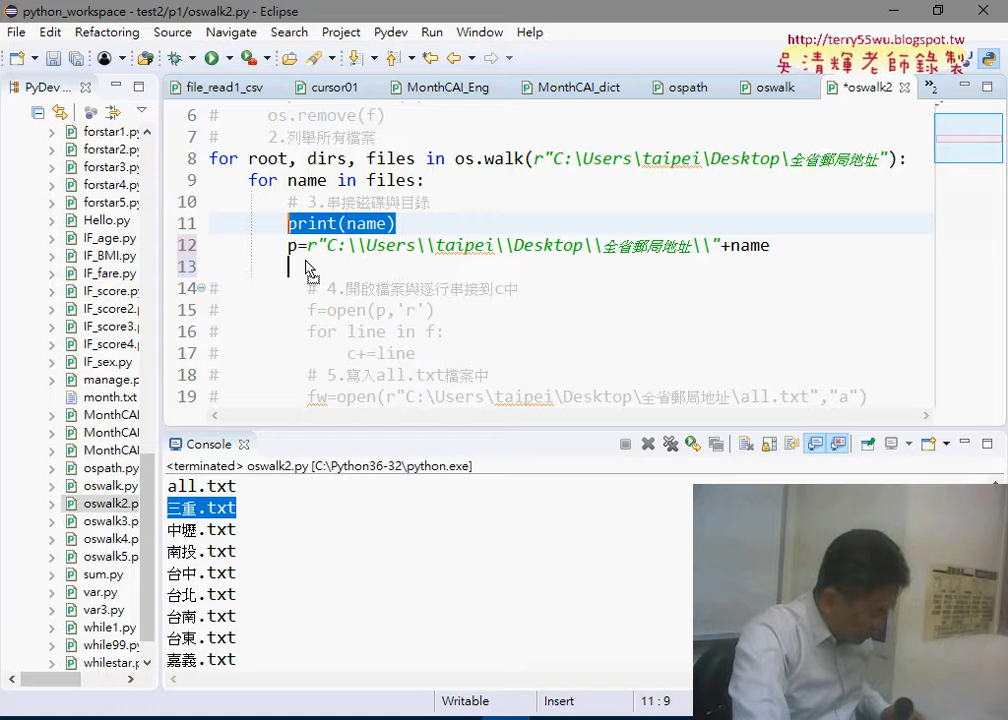 python_workspace - test2/p1/oswalk2.py - Eclipse
File Edit Refactoring Source Navigate Search Project Pydev Run Window Help
http://terry55wu.blogspot.tw
吳清輝老師錄製
PyDev
file_read1_csv cursor01 MonthCAI_Eng MonthCAI_dict ospath oswalk *oswalk2 »2
forstar1.py
forstar2.py
forstar3.py
forstar4.py
forstar5.py
Hello.py
IF_age.py
IF_BMI.py
IF_fare.py
IF_score.py
IF_score2.p
IF_score3.p
IF_score4.p
IF_sex.py
manage.p
month.txt
MonthCAI
MonthCAI
MonthCAI
ospath.py
oswalk.py
oswalk2.p
oswalk3.p
oswalk4.p
oswalk5.p
sum.py
var.py
var3.py
while1.py
while99.py
whilestar.p
6 # os.remove(f)
7 # 2.列舉所有檔案
8 for root, dirs, files in os.walk(r"C:\Users\taipei\Desktop\全省郵局地址"):
9 for name in files:
10 # 3.串接磁碟與目錄
11 print(name)
12 p=r"C:\\Users\\taipei\\Desktop\\全省郵局地址\\"+name
13
14 # # 4.開啟檔案與逐行串接到c中
15 # f=open(p,'r')
16 # for line in f:
17 # c+=line
18 # # 5.寫入all.txt檔案中
19 # fw=open(r"C:\Users\taipei\Desktop\全省郵局地址\all.txt","a")
Console
<terminated> oswalk2.py [C:\Python36-32\python.exe]
all.txt
三重.txt
中壢.txt
南投.txt
台中.txt
台北.txt
台南.txt
台東.txt
嘉義.txt
Writable Insert 11 : 9